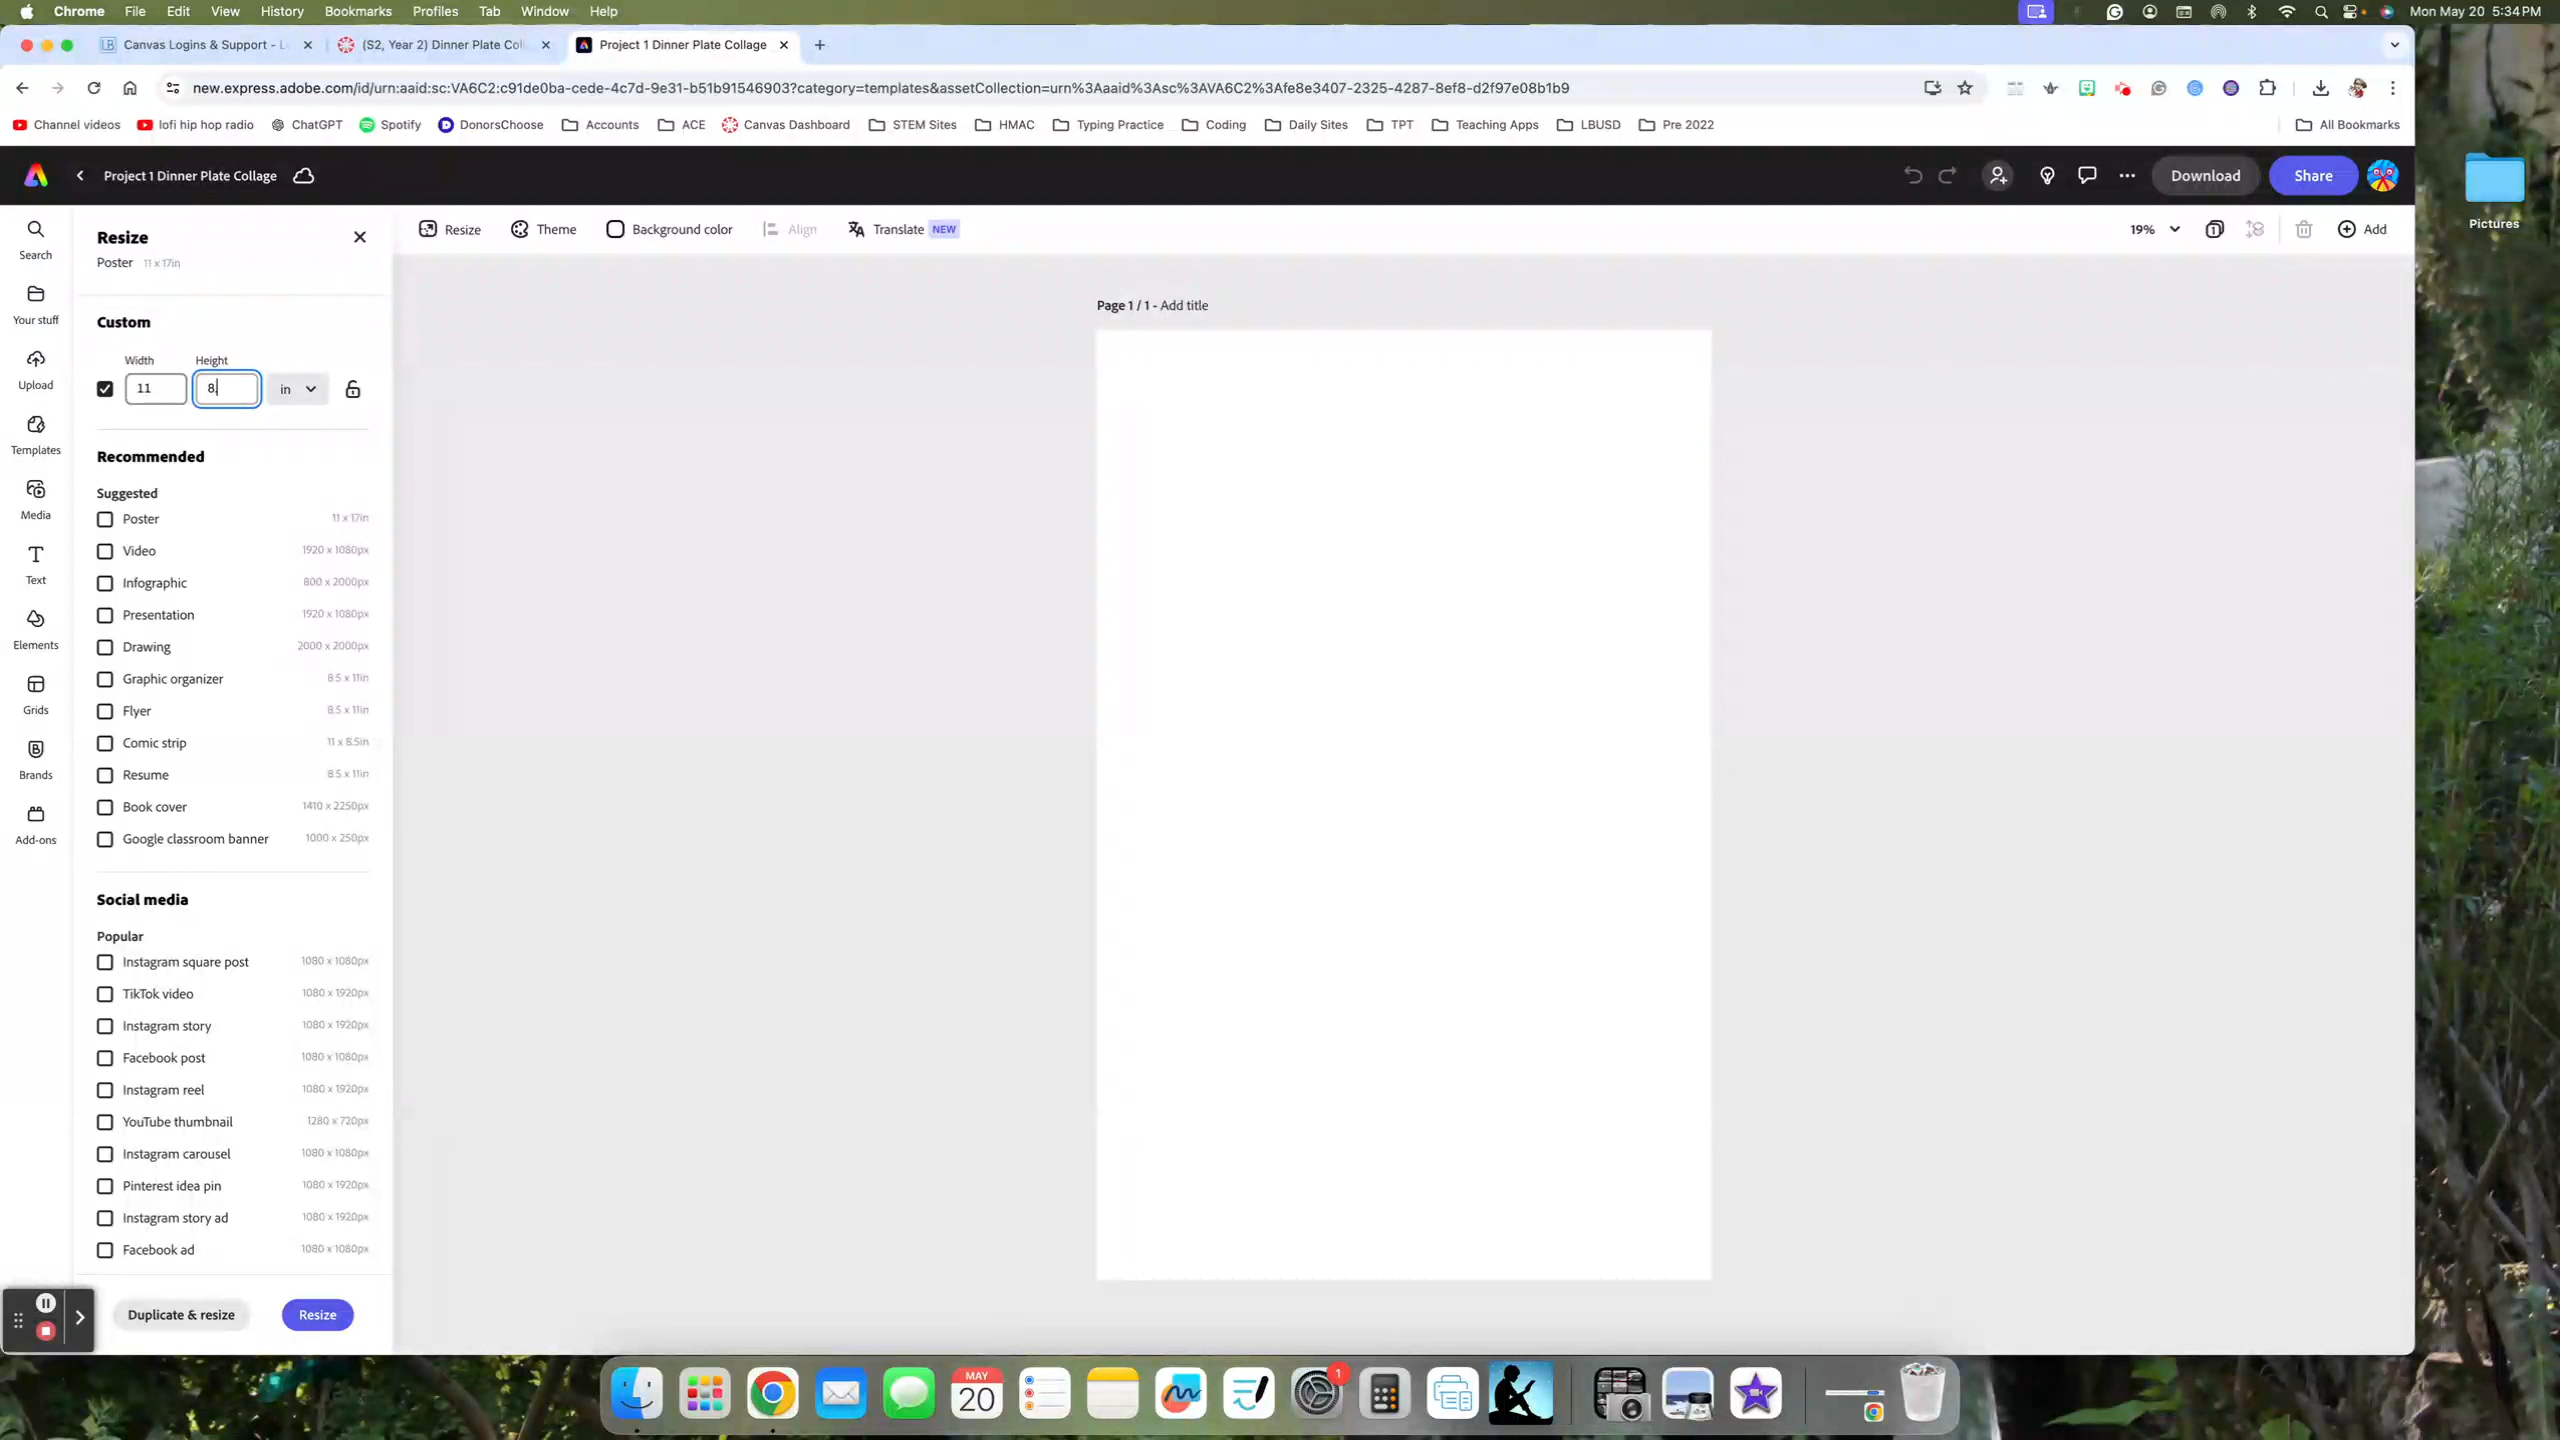 Chrome File Edit View History Bookmarks Profiles Tab Window Help
Mon May 20 5:34 PM
Canvas Logins & Support - L
(S2, Year 2) Dinner Plate Col
Project 1 Dinner Plate Collage
new.express.adobe.com/id/urn:aaid:sc:VA6C2:c91de0ba-cede-4c7d-9e31-b51b91546903?category=templates&assetCollection=urn%3Aaaid%3Asc%3AVA6C2%3Afe8e3407-2325-4287-8ef8-d2f97e08b1b9
Channel videos lofi hip hop radio ChatGPT Spotify DonorsChoose Accounts ACE Canvas Dashboard STEM Sites HMAC Typing Practice Coding Daily Sites TPT Teaching Apps LBUSD Pre 2022 All Bookmarks
Project 1 Dinner Plate Collage
Download Share
Pictures
Search
Your stuff
Upload
Templates
Media
Text
Elements
Grids
Brands
Add-ons
Resize
Poster 11 x 17in
Custom
Width Height
11 8. in
Recommended
Suggested
Poster 11 x 17in
Video 1920 x 1080px
Infographic 800 x 2000px
Presentation 1920 x 1080px
Drawing 2000 x 2000px
Graphic organizer 8.5 x 11in
Flyer 8.5 x 11in
Comic strip 11 x 8.5in
Resume 8.5 x 11in
Book cover 1410 x 2250px
Google classroom banner 1000 x 250px
Social media
Popular
Instagram square post 1080 x 1080px
TikTok video 1080 x 1920px
Instagram story 1080 x 1920px
Facebook post 1080 x 1080px
Instagram reel 1080 x 1920px
YouTube thumbnail 1280 x 720px
Instagram carousel 1080 x 1080px
Pinterest idea pin 1080 x 1920px
Instagram story ad 1080 x 1920px
Facebook ad 1080 x 1080px
Duplicate & resize Resize
Resize Theme Background color Align Translate NEW
19% 1 Add
Page 1 / 1 - Add title
MAY
20
1